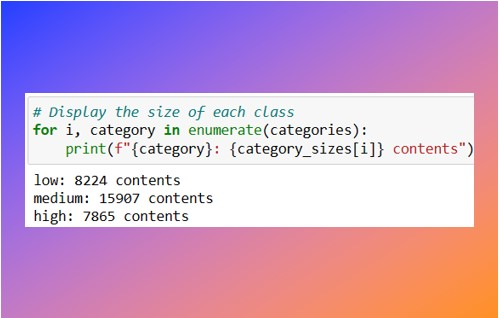 # Display the size of each class
for i, category in enumerate(categories):
    print(f"{category}: {category_sizes[i]} contents")
low: 8224 contents
medium: 15907 contents
high: 7865 contents